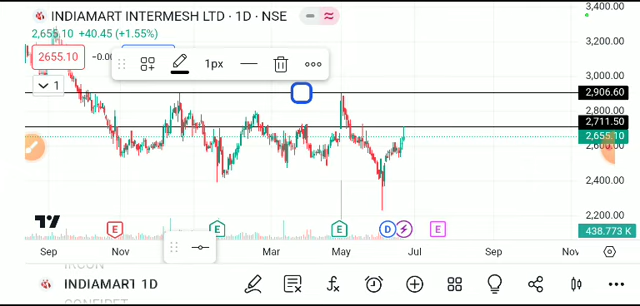 INDIAMART INTERMESH LTD · 1D · NSE
2,655.10 +40.45 (+1.55%)
2655.10
−0.00
1px
1
3,400.00
3,200.00
3,000.00
2,906.60
2,800.00
2,711.50
2,655.10
2,600.00
2,400.00
2,200.00
438.773 K
E
E
E
D
E
Sep
Nov
Mar
May
Jul
Sep
Nov
INDIAMART 1D